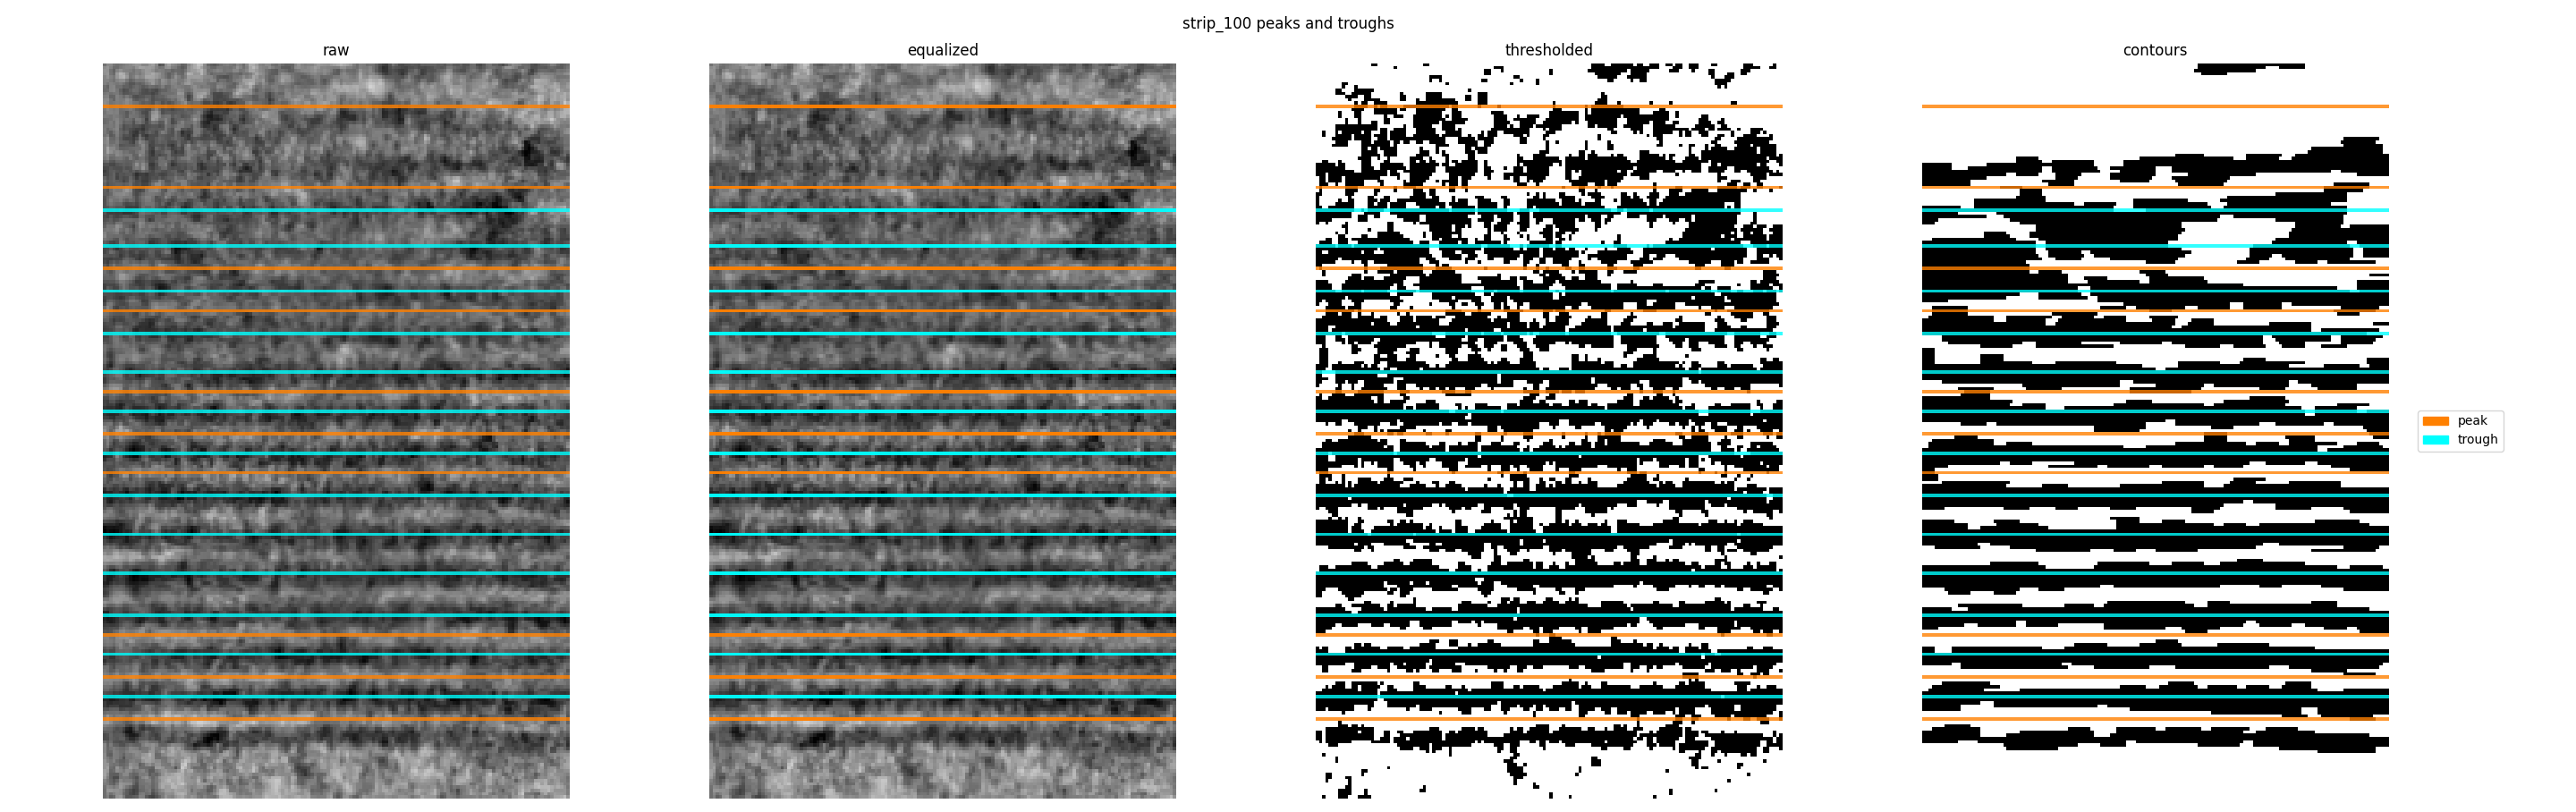 strip_100 peaks and troughs
raw
equalized
thresholded
contours
peak
trough